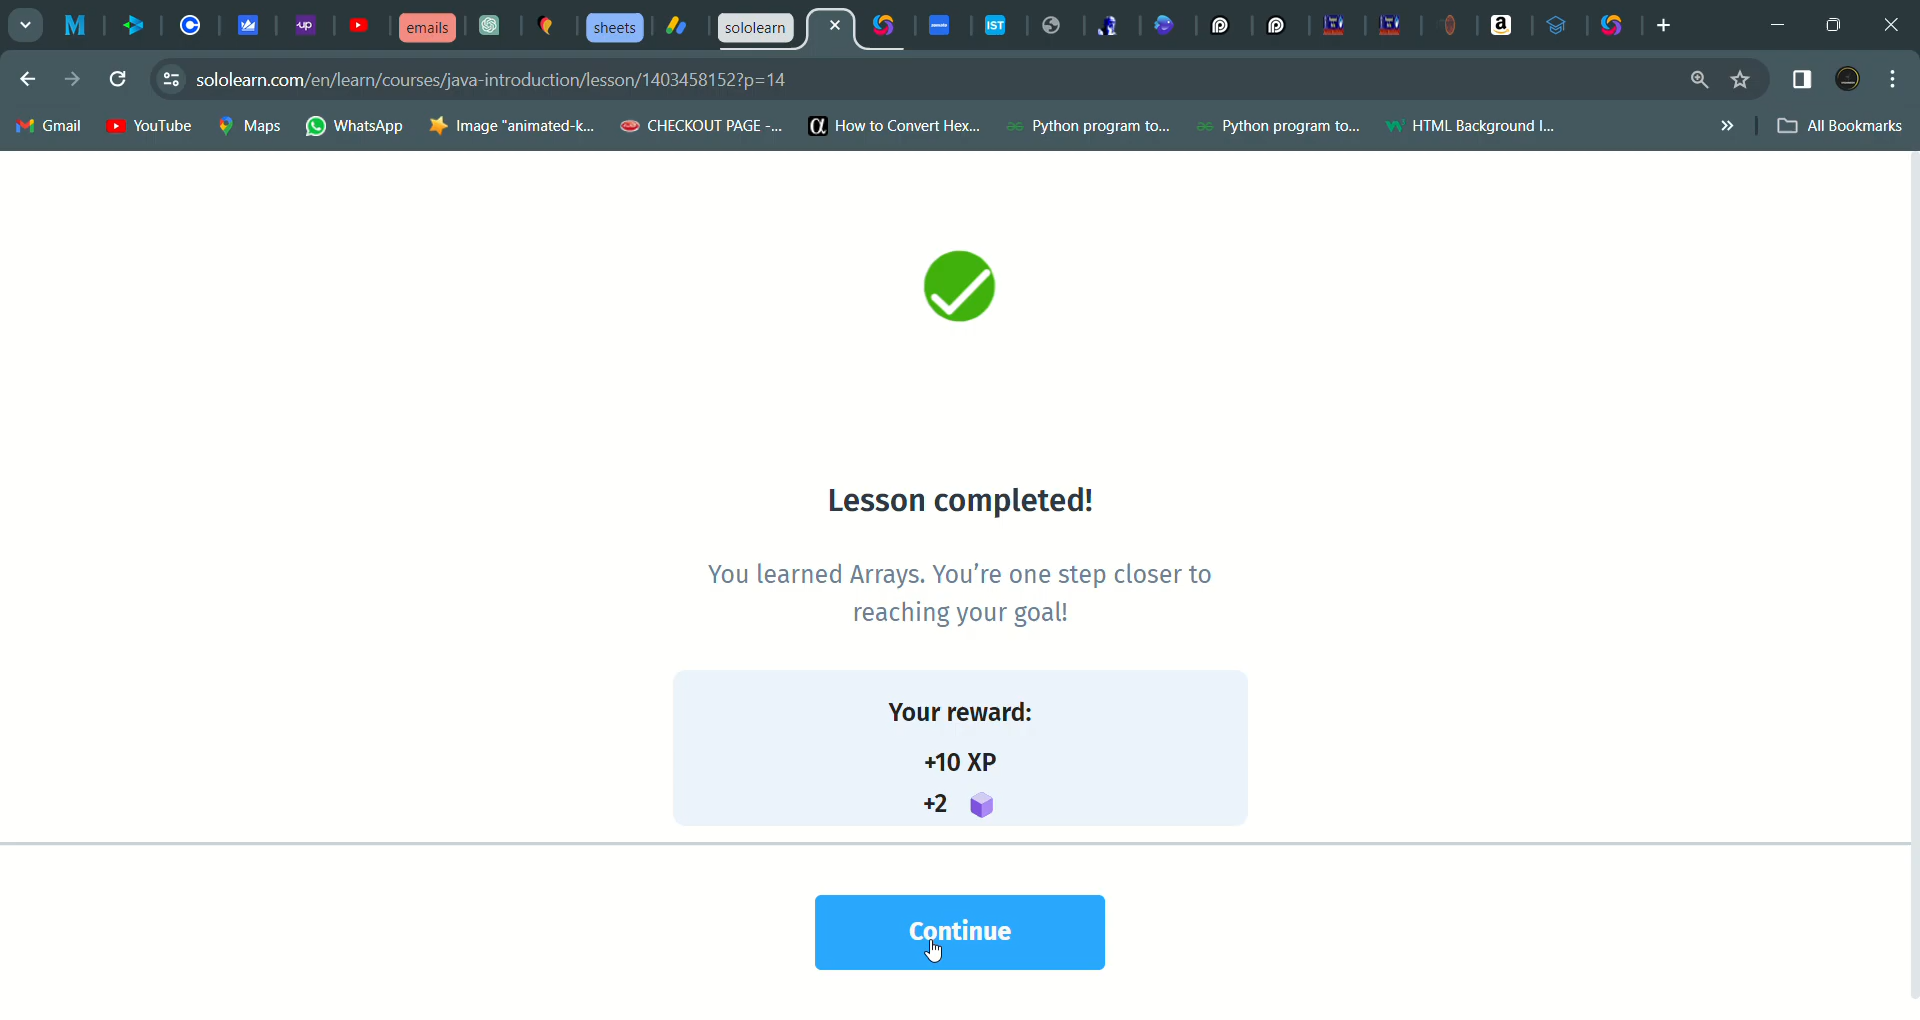 emails
sheets
sololearn
sololearn.com/en/learn/courses/java-introduction/lesson/1403458152?p=14
Gmail YouTube Maps WhatsApp Image "animated-k... CHECKOUT PAGE -... How to Convert Hex... Python program to... Python program to... HTML Background I... » All Bookmarks
Lesson completed!
You learned Arrays. You’re one step closer to
reaching your goal!
Your reward:
+10 XP
+2
Continue